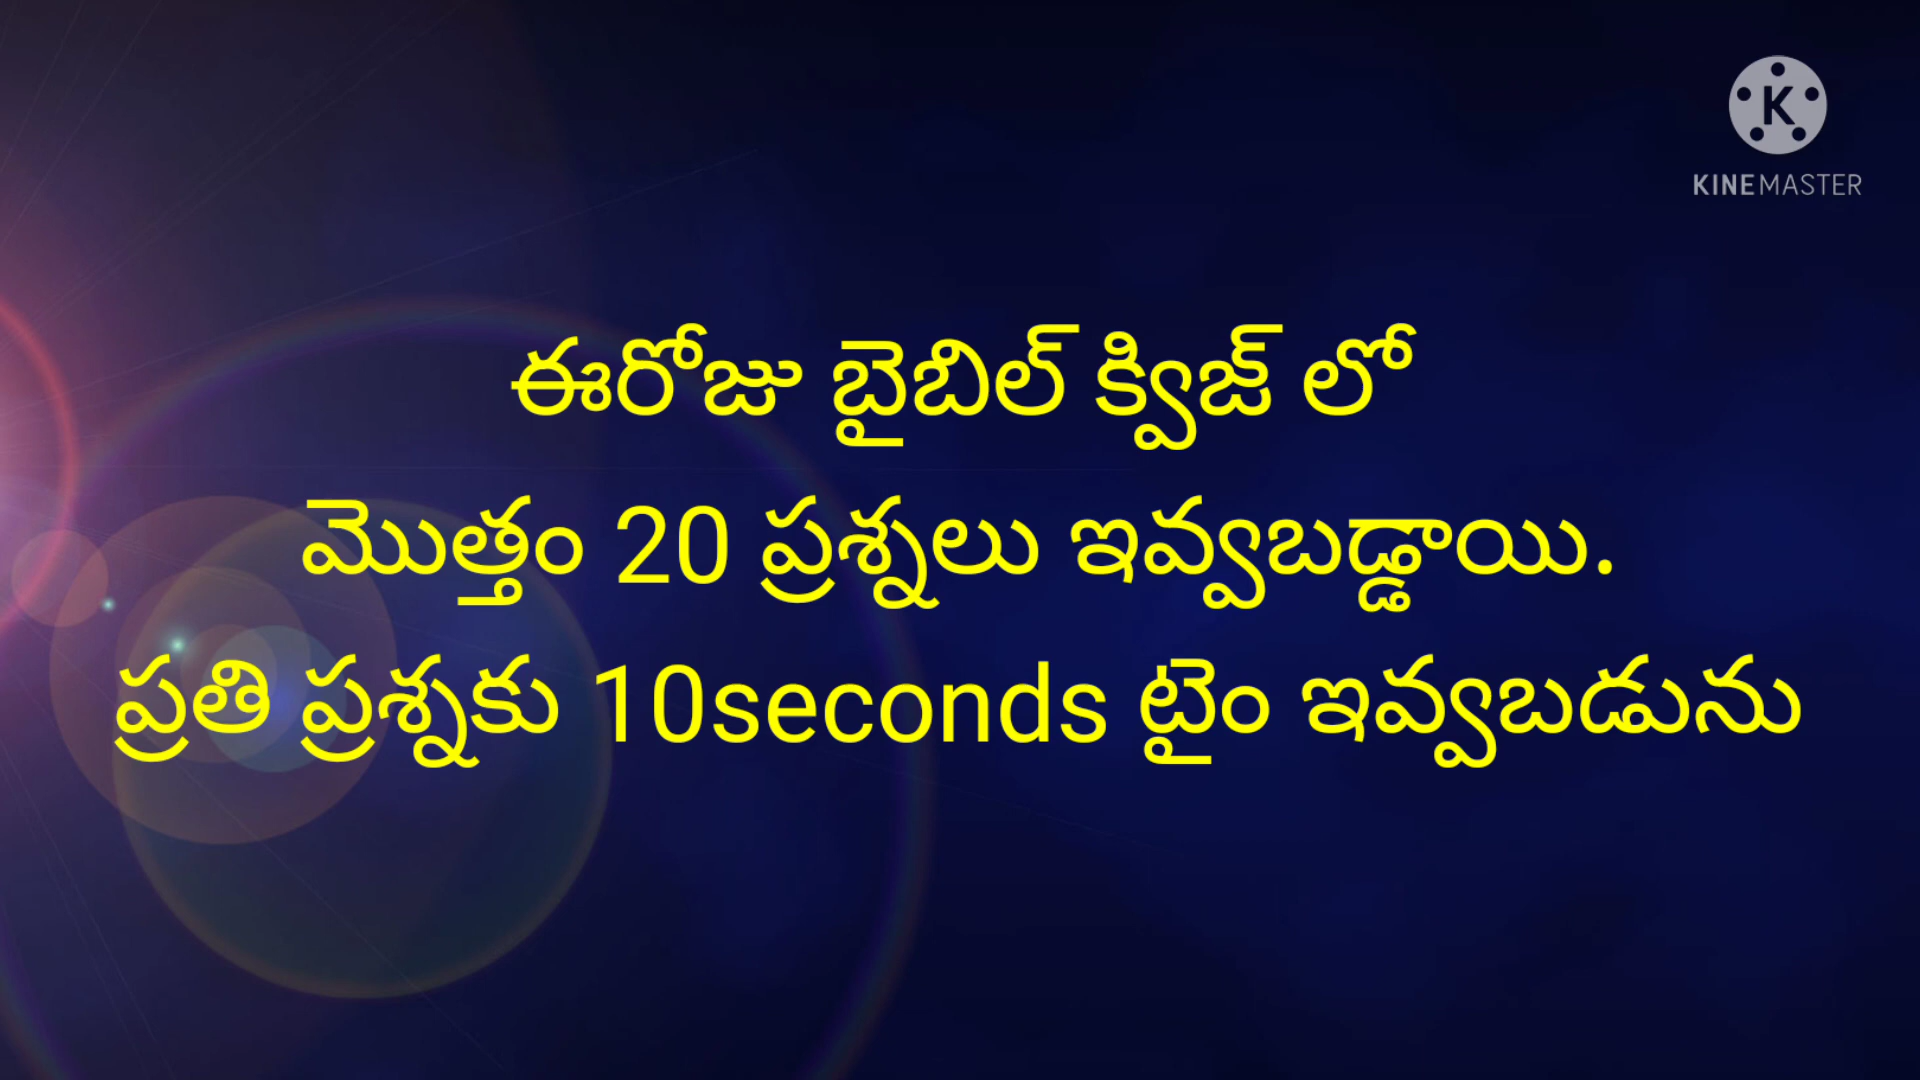 KINEMASTER
ఈరోజు బైబిల్ క్విజ్ లో
మొత్తం 20 ప్రశ్నలు ఇవ్వబడ్డాయి.
ప్రతి ప్రశ్నకు 10seconds టైం ఇవ్వబడును